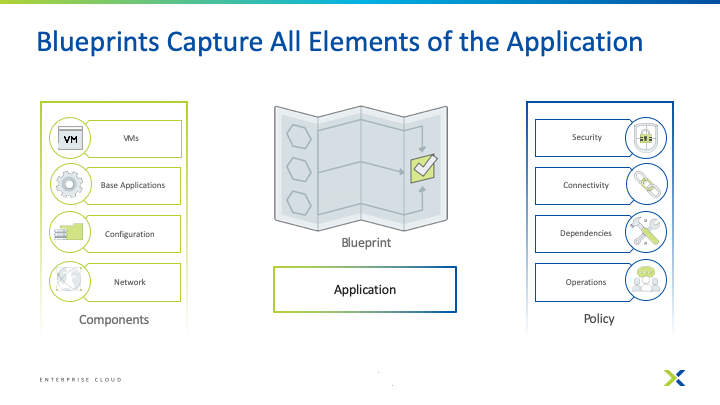 Blueprints Capture All Elements of the Application
VM
VMs
Base Applications
Configuration
Network
Components
Blueprint
Application
Security
Connectivity
Dependencies
Operations
Policy
ENTERPRISE CLOUD